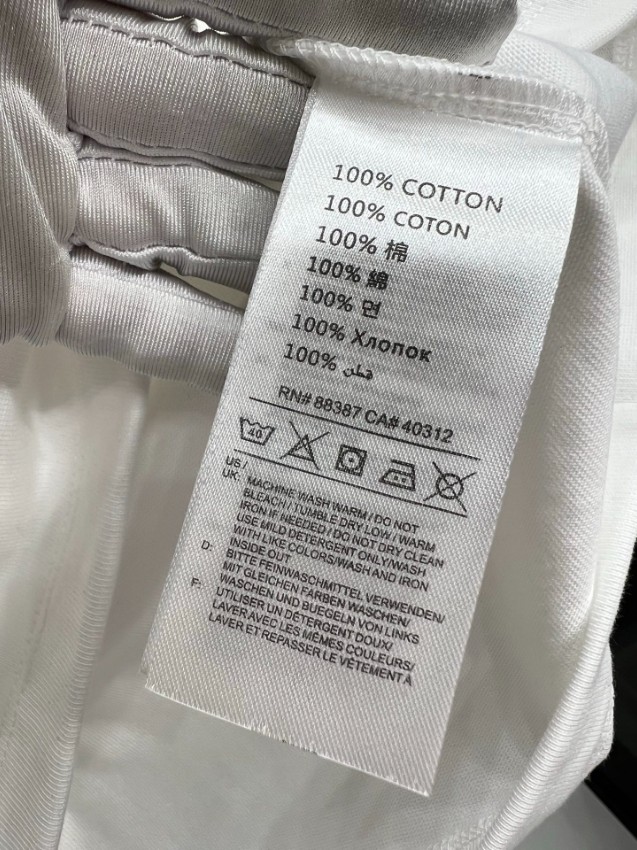 100% COTTON
100% COTON
100% 棉
100% 綿
100% 면
100% Хлопок
100% قطن
RN# 88387 CA# 40312
40
US /
UK: MACHINE WASH WARM / DO NOT
BLEACH / TUMBLE DRY LOW / WARM
IRON IF NEEDED / DO NOT DRY CLEAN
USE MILD DETERGENT ONLY/WASH
WITH LIKE COLORS/WASH AND IRON
INSIDE OUT
D: BITTE FEINWASCHMITTEL VERWENDEN/
MIT GLEICHEN FARBEN WASCHEN/
WASCHEN UND BUEGELN VON LINKS
F: UTILISER UN DÉTERGENT DOUX/
LAVER AVEC LES MÊMES COULEURS/
LAVER ET REPASSER LE VÊTEMENT À